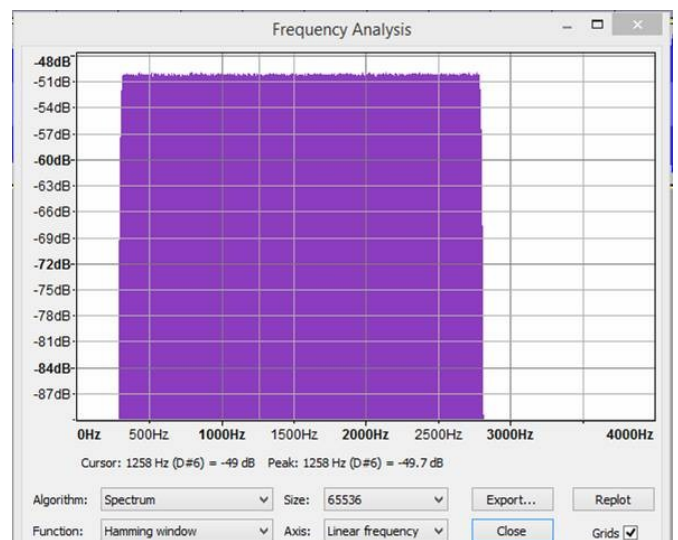 Frequency Analysis
-48dB
-51dB
-54dB
-57dB
-60dB
-63dB
-66dB
-69dB
-72dB
-75dB
-78dB
-81dB
-84dB
-87dB
0Hz 500Hz 1000Hz 1500Hz 2000Hz 2500Hz 3000Hz 4000Hz
Cursor: 1258 Hz (D#6) = -49 dB Peak: 1258 Hz (D#6) = -49.7 dB
Algorithm: Spectrum Size: 65536 Export... Replot
Function: Hamming window Axis: Linear frequency Close Grids